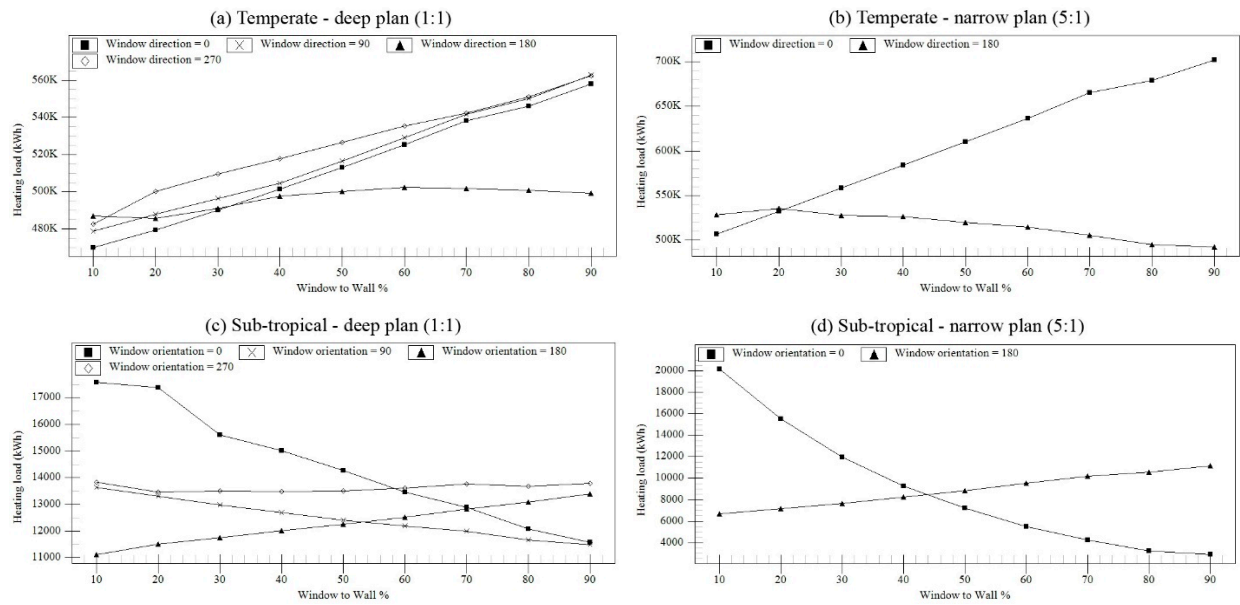 (a) Temperate - deep plan (1:1)
Window direction = 0 Window direction = 90 Window direction = 180
Window direction = 270
560K
540K
520K
500K
480K
Heating load (kWh)
10 20 30 40 50 60 70 80 90
Window to Wall %
(b) Temperate - narrow plan (5:1)
Window direction = 0 Window direction = 180
700K
650K
600K
550K
500K
Heating load (kWh)
10 20 30 40 50 60 70 80 90
Window to Wall %
(c) Sub-tropical - deep plan (1:1)
Window orientation = 0 Window orientation = 90 Window orientation = 180
Window orientation = 270
17000
16000
15000
14000
13000
12000
11000
Heating load (kWh)
10 20 30 40 50 60 70 80 90
Window to Wall %
(d) Sub-tropical - narrow plan (5:1)
Window orientation = 0 Window orientation = 180
20000
18000
16000
14000
12000
10000
8000
6000
4000
Heating load (kWh)
10 20 30 40 50 60 70 80 90
Window to Wall %